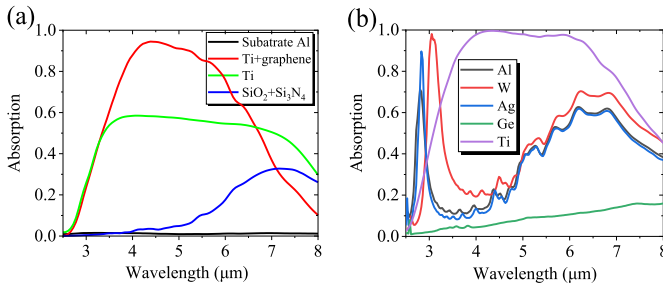 (a)
1.0
0.8
0.6
0.4
0.2
0.0
Absorption
Subatrate Al
Ti+graphene
Ti
SiO₂+Si₃N₄
3 4 5 6 7 8
Wavelength (μm)
(b)
1.0
0.8
0.6
0.4
0.2
0.0
Absorption
Al
W
Ag
Ge
Ti
3 4 5 6 7 8
Wavelength (μm)